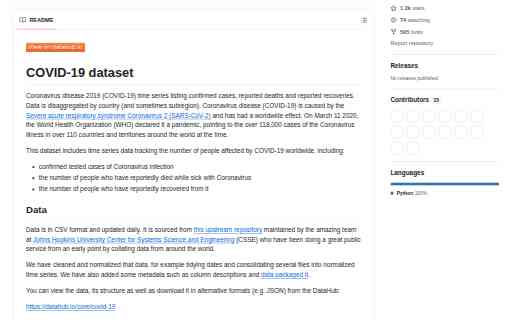 README
COVID-19 dataset
Coronavirus disease 2019 (COVID-19) time series listing confirmed cases, reported deaths and reported recoveries.
Data is disaggregated by country (and sometimes subregion). Coronavirus disease (COVID-19) is caused by the
Severe acute respiratory syndrome Coronavirus 2 (SARS-CoV-2) and has had a worldwide effect. On March 11 2020,
the World Health Organization (WHO) declared it a pandemic, pointing to the over 118,000 cases of the Coronavirus
illness in over 110 countries and territories around the world at the time.
This dataset includes time series data tracking the number of people affected by COVID-19 worldwide, including:
• confirmed tested cases of Coronavirus infection
• the number of people who have reportedly died while sick with Coronavirus
• the number of people who have reportedly recovered from it
Data
Data is in CSV format and updated daily. It is sourced from this upstream repository maintained by the amazing team
at Johns Hopkins University Center for Systems Science and Engineering (CSSE) who have been doing a great public
service from an early point by collating data from around the world.
We have cleaned and normalized that data, for example tidying dates and consolidating several files into normalized
time series. We have also added some metadata such as column descriptions and data packaged it.
You can view the data, its structure as well as download it in alternative formats (e.g. JSON) from the DataHub:
https://datahub.io/core/covid-19
1.2k stars
74 watching
Report repository
Releases
No releases published
Contributors
Languages
Python 100%